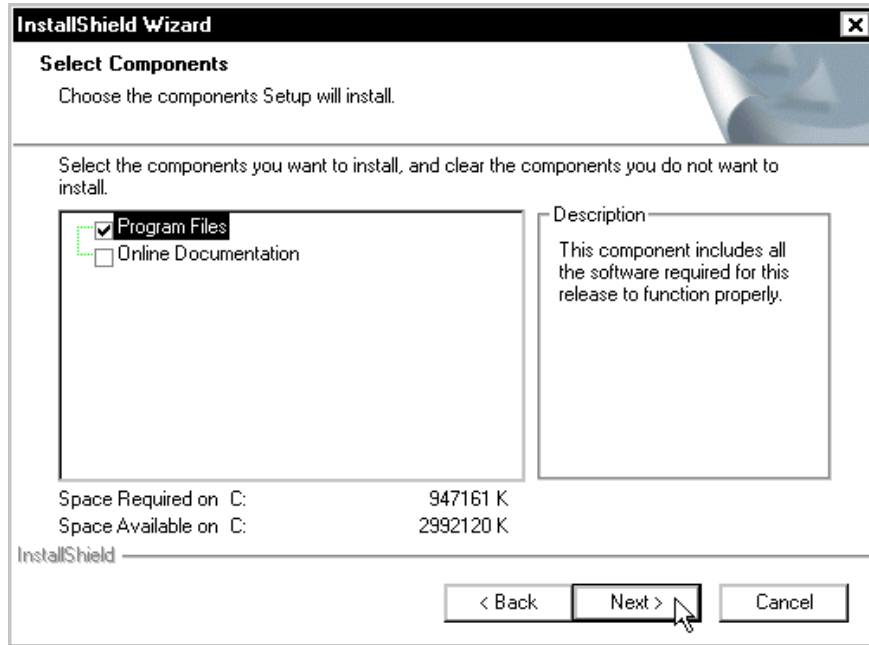 InstallShield Wizard
Select Components
Choose the components Setup will install.
Select the components you want to install, and clear the components you do not want to
install.
Program Files
Online Documentation
Description
This component includes all
the software required for this
release to function properly.
Space Required on C: 947161 K
Space Available on C: 2992120 K
InstallShield
< Back Next > Cancel